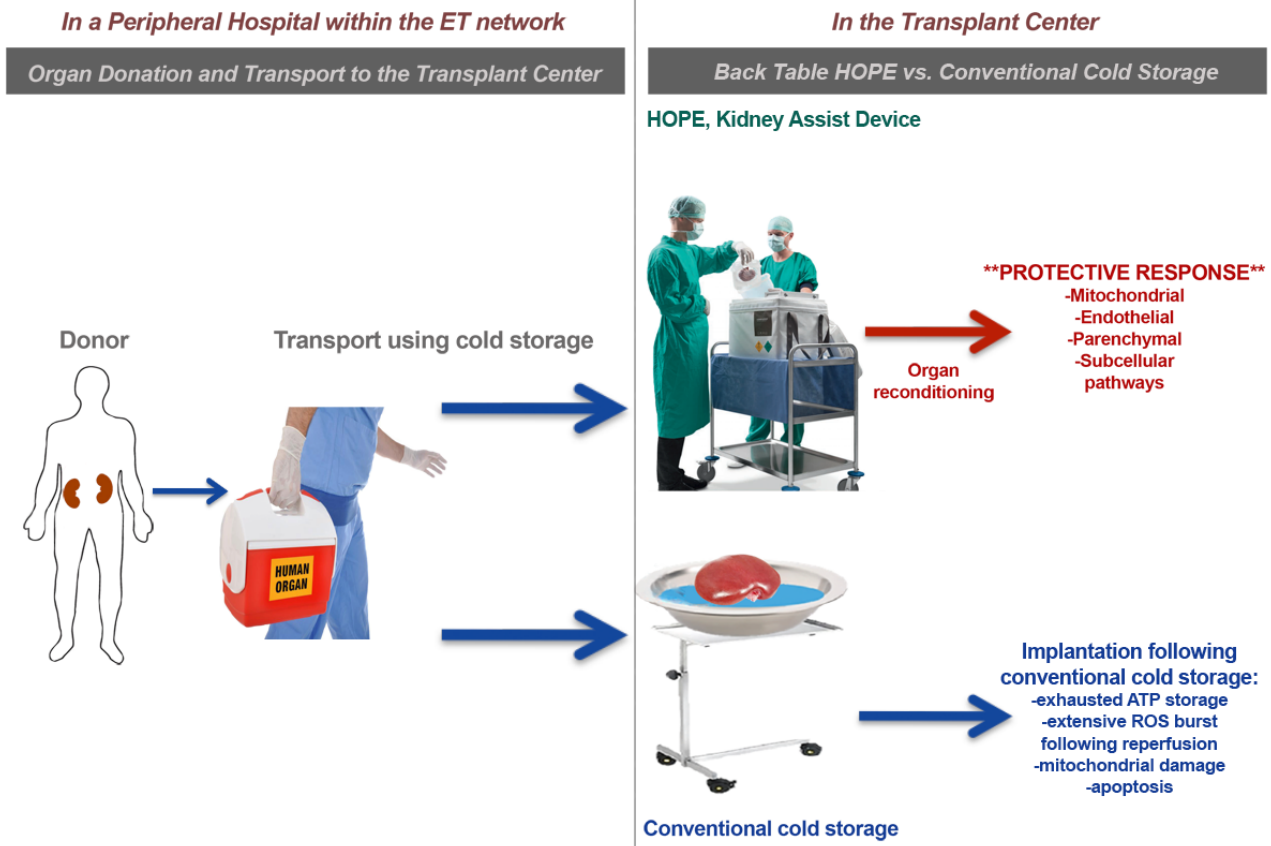 In a Peripheral Hospital within the ET network
Organ Donation and Transport to the Transplant Center
Donor
Transport using cold storage
HUMAN
ORGAN
In the Transplant Center
Back Table HOPE vs. Conventional Cold Storage
HOPE, Kidney Assist Device
Organ
reconditioning
**PROTECTIVE RESPONSE**
-Mitochondrial
-Endothelial
-Parenchymal
-Subcellular
pathways
Implantation following
conventional cold storage:
-exhausted ATP storage
-extensive ROS burst
following reperfusion
-mitochondrial damage
-apoptosis
Conventional cold storage